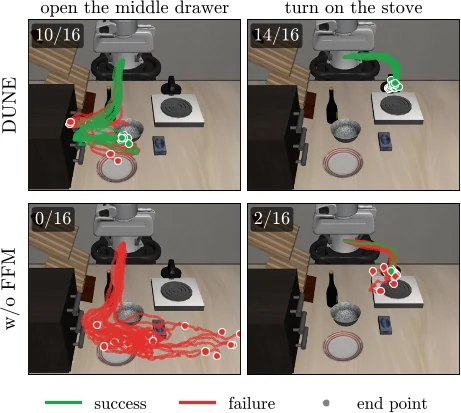 open the middle drawer
turn on the stove
DUNE
10/16
14/16
w/o FFM
0/16
2/16
success
failure
end point